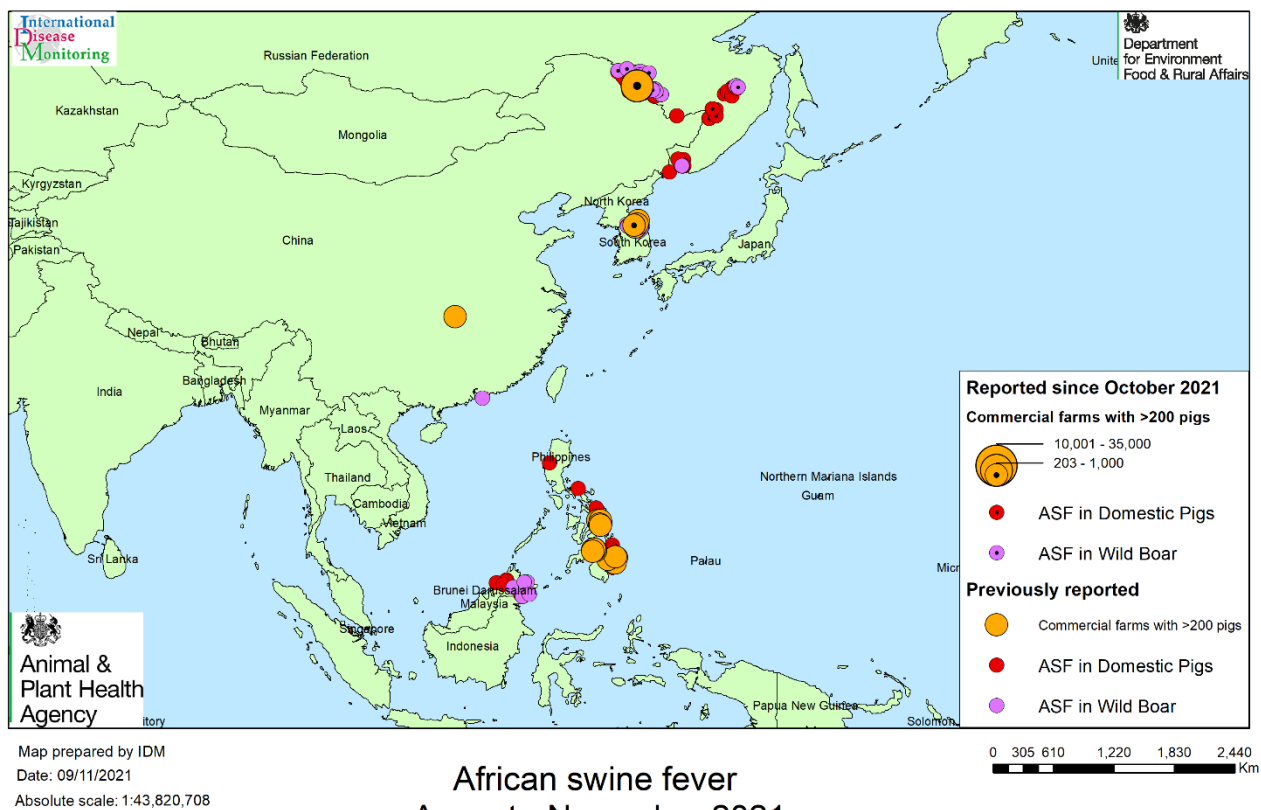 International
Disease
Monitoring
Department
for Environment
Food & Rural Affairs
Russian Federation
Kazakhstan
Mongolia
Kyrgyzstan
Tajikistan
Pakistan
China
North Korea
South Korea
Japan
Nepal
Bhutan
Bangladesh
India
Myanmar
Laos
Thailand
Cambodia
Vietnam
Sri Lanka
Philippines
Northern Mariana Islands
Guam
Palau
Brunei Darussalam
Malaysia
Singapore
Indonesia
Papua New Guinea
Reported since October 2021
Commercial farms with >200 pigs
10,001 - 35,000
203 - 1,000
ASF in Domestic Pigs
ASF in Wild Boar
Previously reported
Commercial farms with >200 pigs
ASF in Domestic Pigs
ASF in Wild Boar
Animal &
Plant Health
Agency
Map prepared by IDM
Date: 09/11/2021
Absolute scale: 1:43,820,708
African swine fever
0 305 610 1,220 1,830 2,440
Km